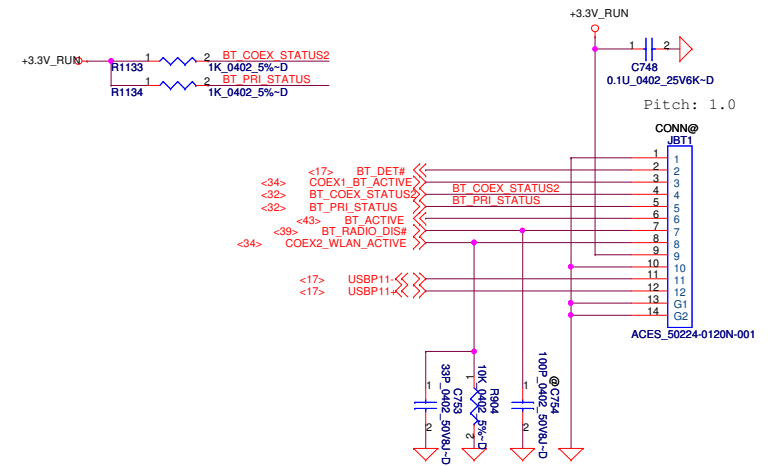 +3.3V_RUN
+3.3V_RUN
1 2 BT_COEX_STATUS2
R1133 1K_0402_5%~D
1 2 BT_PRI_STATUS
R1134 1K_0402_5%~D
1 2
C748
0.1U_0402_25V6K~D
Pitch: 1.0
CONN@
JBT1
1 1
<17> BT_DET# 2 2
<34> COEX1_BT_ACTIVE 3 3
<32> BT_COEX_STATUS2 BT_COEX_STATUS2 4 4
<32> BT_PRI_STATUS BT_PRI_STATUS 5 5
<43> BT_ACTIVE 6 6
<39> BT_RADIO_DIS# 7 7
<34> COEX2_WLAN_ACTIVE 8 8
9 9
10 10
<17> USBP11- 11 11
<17> USBP11+ 12 12
13 G1
14 G2
ACES_50224-0120N-001
1 2
C753
33P_0402_50V8J~D
1 2
R904
10K_0402_5%~D
1 2
@C754
100P_0402_50V8J~D